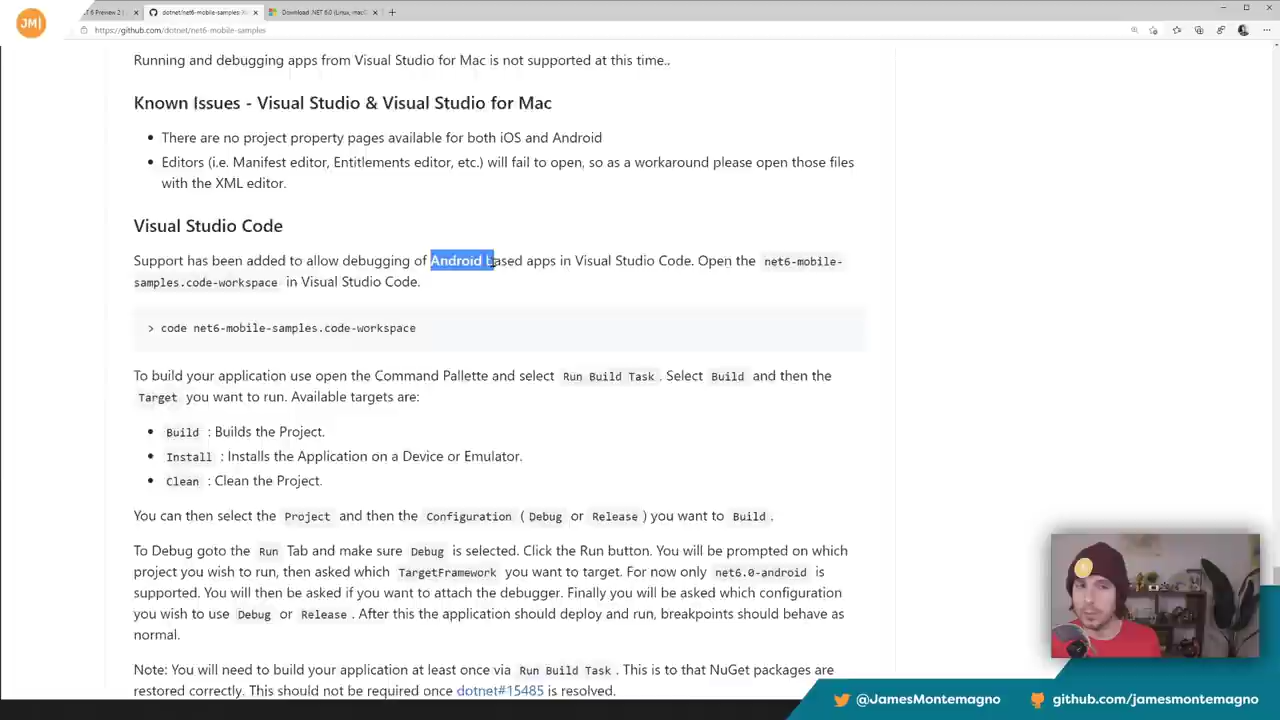 JM
6 Preview 2 |
dotnet/net6-mobile-samples:
Download .NET 6.0 (Linux, mac
https://github.com/dotnet/net6-mobile-samples
Running and debugging apps from Visual Studio for Mac is not supported at this time..
Known Issues - Visual Studio & Visual Studio for Mac
• There are no project property pages available for both iOS and Android
• Editors (i.e. Manifest editor, Entitlements editor, etc.) will fail to open, so as a workaround please open those files
with the XML editor.
Visual Studio Code
Support has been added to allow debugging of Android based apps in Visual Studio Code. Open the net6-mobile-
samples.code-workspace in Visual Studio Code.
> code net6-mobile-samples.code-workspace
To build your application use open the Command Pallette and select Run Build Task. Select Build and then the
Target you want to run. Available targets are:
• Build : Builds the Project.
• Install : Installs the Application on a Device or Emulator.
• Clean : Clean the Project.
You can then select the Project and then the Configuration (Debug or Release) you want to Build.
To Debug goto the Run Tab and make sure Debug is selected. Click the Run button. You will be prompted on which
project you wish to run, then asked which TargetFramework you want to target. For now only net6.0-android is
supported. You will then be asked if you want to attach the debugger. Finally you will be asked which configuration
you wish to use Debug or Release. After this the application should deploy and run, breakpoints should behave as
normal.
Note: You will need to build your application at least once via Run Build Task. This is to that NuGet packages are
restored correctly. This should not be required once dotnet#15485 is resolved.
@JamesMontemagno
github.com/jamesmontemagno